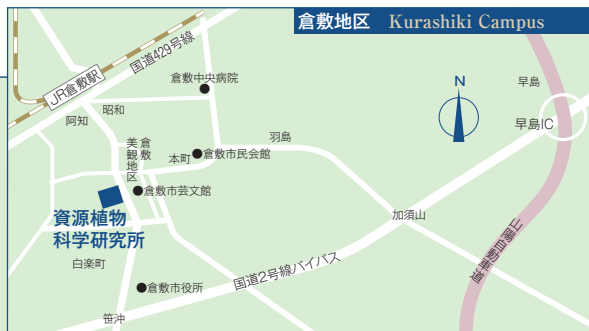 倉敷地区 Kurashiki Campus
国道429号線
JR倉敷駅
倉敷中央病院
昭和
阿知
倉敷
美観地区
本町
倉敷市民会館
羽島
N
早島
早島IC
倉敷市芸文館
資源植物
科学研究所
加須山
山陽自動車道
白楽町
国道2号線バイパス
倉敷市役所
笹沖